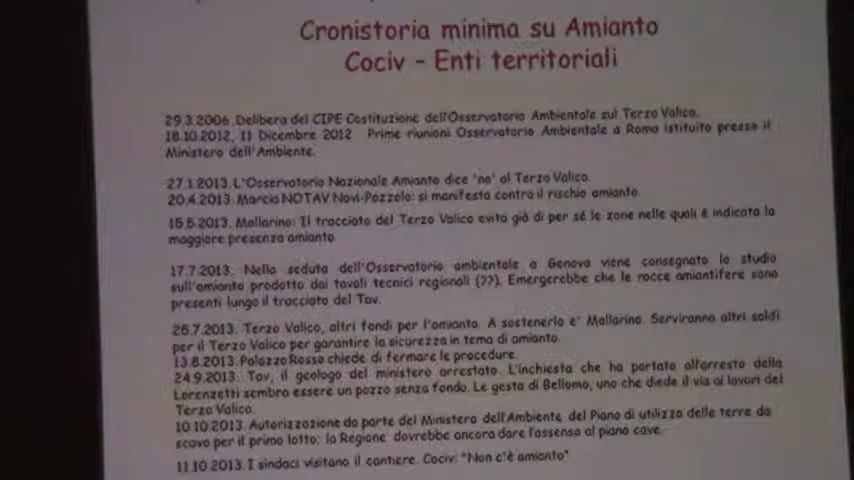 Cronistoria minima su Amianto
Cociv - Enti territoriali
29.3.2006. Delibera del CIPE Costituzione dell'Osservatorio Ambientale sul Terzo Valico.
18.10.2012, 11 Dicembre 2012 Prime riunioni Osservatorio Ambientale a Roma istituito presso il
Ministero dell'Ambiente.
27.1.2013. L'Osservatorio Nazionale Amianto dice 'no' al Terzo Valico.
20.4.2013. Marcia NOTAV Novi-Pozzolo: si manifesta contro il rischio amianto.
15.5.2013. Mallarino: Il tracciato del Terzo Valico evita già di per sé le zone nelle quali è indicata la
maggiore presenza amianto.
17.7.2013. Nella seduta dell'Osservatorio ambientale a Genova viene consegnato lo studio
sull'amianto prodotto dai tavoli tecnici regionali (??). Emergerebbe che le rocce amiantifere sono
presenti lungo il tracciato del Tav.
25.7.2013. Terzo Valico, altri fondi per l'amianto. A sostenerlo e' Mallarino. Serviranno altri soldi
per il Terzo Valico per garantire la sicurezza in tema di amianto.
13.8.2013. Palazzo Rosso chiede di fermare le procedure.
24.9.2013. Tav, il geologo del ministero arrestato. L'inchiesta che ha portato all'arresto della
Lorenzetti sembra essere un pozzo senza fondo. Le gesta di Bellomo, uno che diede il via ai lavori del
Terzo Valico.
10.10.2013. Autorizzazione da parte del Ministero dell'Ambiente del Piano di utilizzo delle terre da
scavo per il primo lotto: la Regione dovrebbe ancora dare l'assenso al piano cave.
11.10.2013. I sindaci visitano il cantiere. Cociv: "Non c'è amianto"